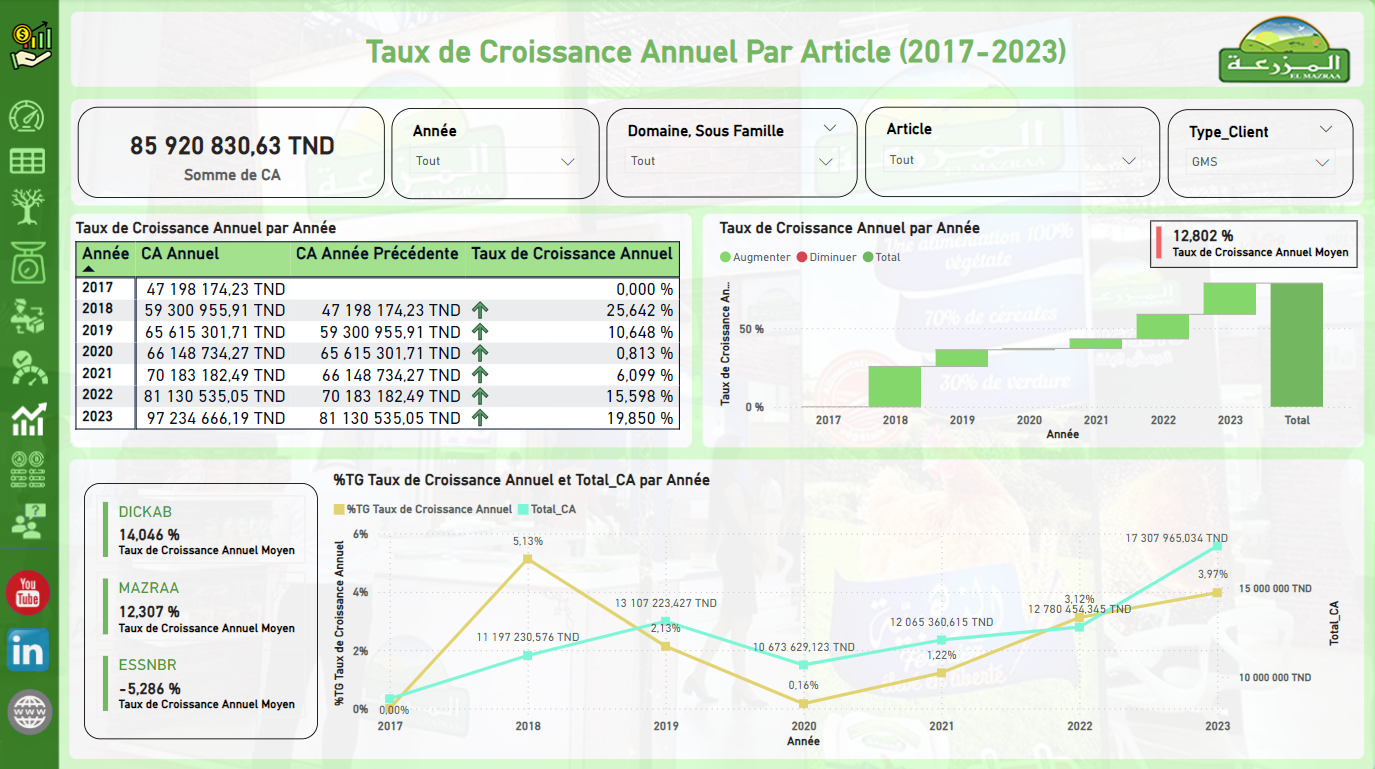 Taux de Croissance Annuel Par Article (2017-2023)
المزرعة
EL MAZRAA
85 920 830,63 TND
Somme de CA
Année
Tout
Domaine, Sous Famille
Tout
Article
Tout
Type_Client
GMS
Taux de Croissance Annuel par Année
Année CA Annuel CA Année Précédente Taux de Croissance Annuel
2017 47 198 174,23 TND 0,000 %
2018 59 300 955,91 TND 47 198 174,23 TND 25,642 %
2019 65 615 301,71 TND 59 300 955,91 TND 10,648 %
2020 66 148 734,27 TND 65 615 301,71 TND 0,813 %
2021 70 183 182,49 TND 66 148 734,27 TND 6,099 %
2022 81 130 535,05 TND 70 183 182,49 TND 15,598 %
2023 97 234 666,19 TND 81 130 535,05 TND 19,850 %
Taux de Croissance Annuel par Année
Augmenter Diminuer Total
12,802 %
Taux de Croissance Annuel Moyen
Une alimentation 100%
végétale
70% de cereales
30% de verdure
Taux de Croissance An...
50 %
0 %
2017 2018 2019 2020 2021 2022 2023 Total
Année
DICKAB
14,046 %
Taux de Croissance Annuel Moyen
MAZRAA
12,307 %
Taux de Croissance Annuel Moyen
ESSNBR
-5,286 %
Taux de Croissance Annuel Moyen
%TG Taux de Croissance Annuel et Total_CA par Année
%TG Taux de Croissance Annuel Total_CA
%TG Taux de Croissance Annuel
6%
4%
2%
0%
0,00%
5,13%
11 197 230,576 TND
13 107 223,427 TND
2,13%
10 673 629,123 TND
0,16%
12 065 360,615 TND
1,22%
3,12%
12 780 454,345 TND
17 307 965,034 TND
3,97%
15 000 000 TND
10 000 000 TND
Total_CA
2017 2018 2019 2020 2021 2022 2023
Année
You
Tube
in
WWW